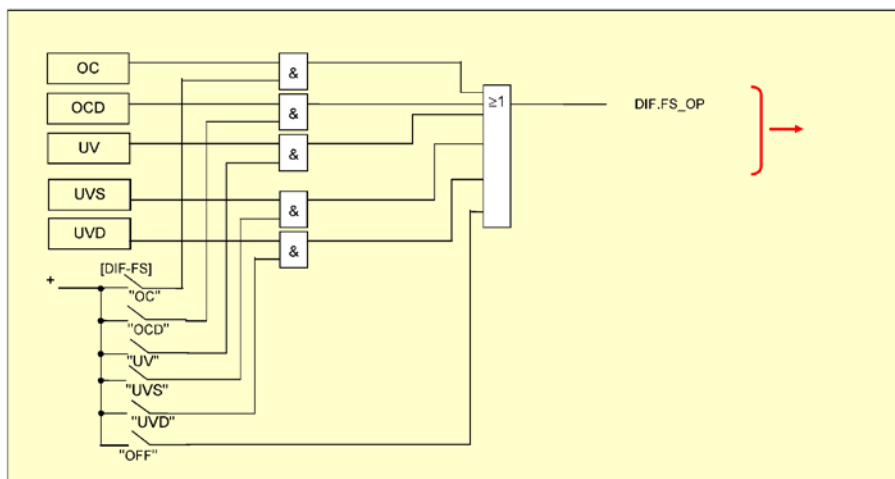 OC
&
OCD
&
≥1
DIF.FS_OP
UV
&
UVS
&
UVD
&
[DIF-FS]
+
"OC"
"OCD"
"UV"
"UVS"
"UVD"
"OFF"